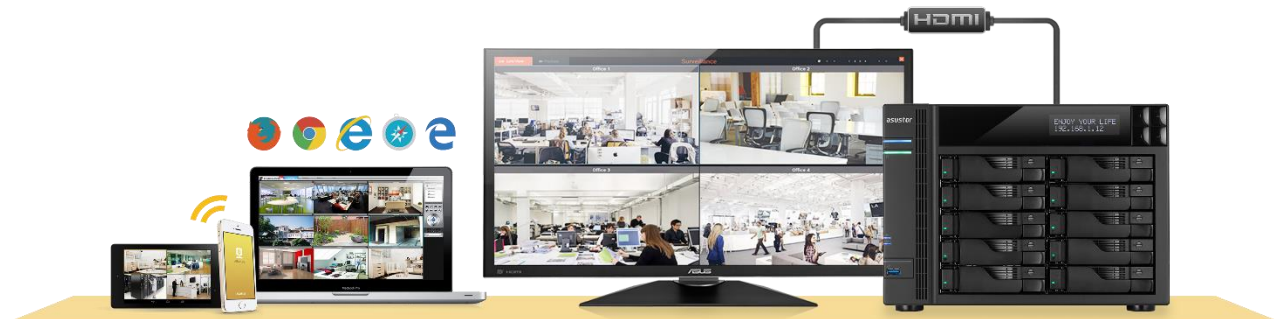 HDMI
Surveillance
Office 1
Office 2
Office 3
Office 4
ASUS
asustor
ENJOY YOUR LIFE
192.168.1.12